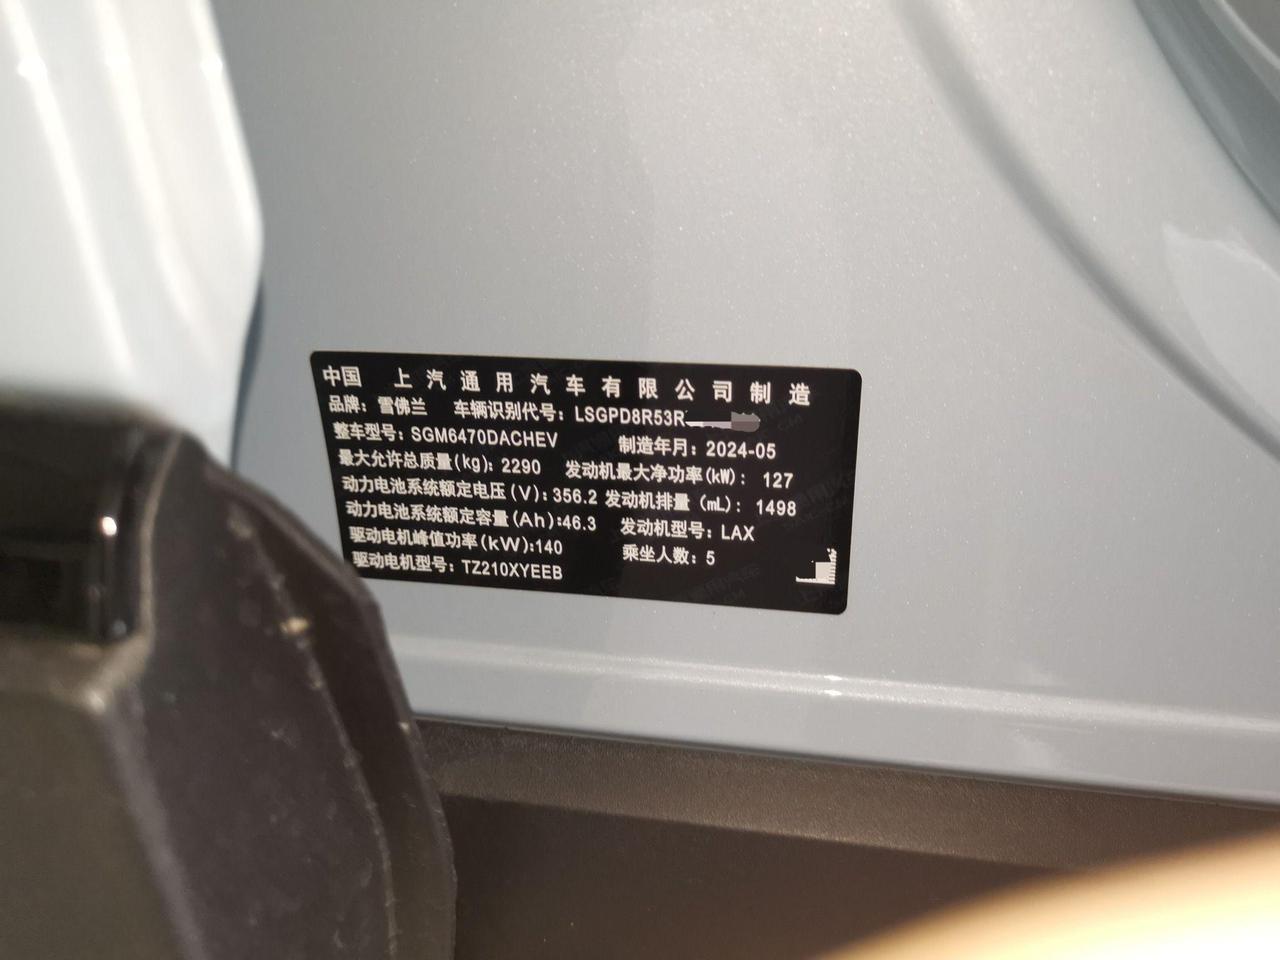 中国 上汽通用汽车有限公司制造
品牌：雪佛兰 车辆识别代号：LSGPD8R53R
整车型号：SGM6470DACHEV 制造年月：2024-05
最大允许总质量(kg)：2290 发动机最大净功率(kW)：127
动力电池系统额定电压(V)：356.2 发动机排量(mL)：1498
动力电池系统额定容量(Ah)：46.3 发动机型号：LAX
驱动电机峰值功率(kW)：140 乘坐人数：5
驱动电机型号：TZ210XYEEB